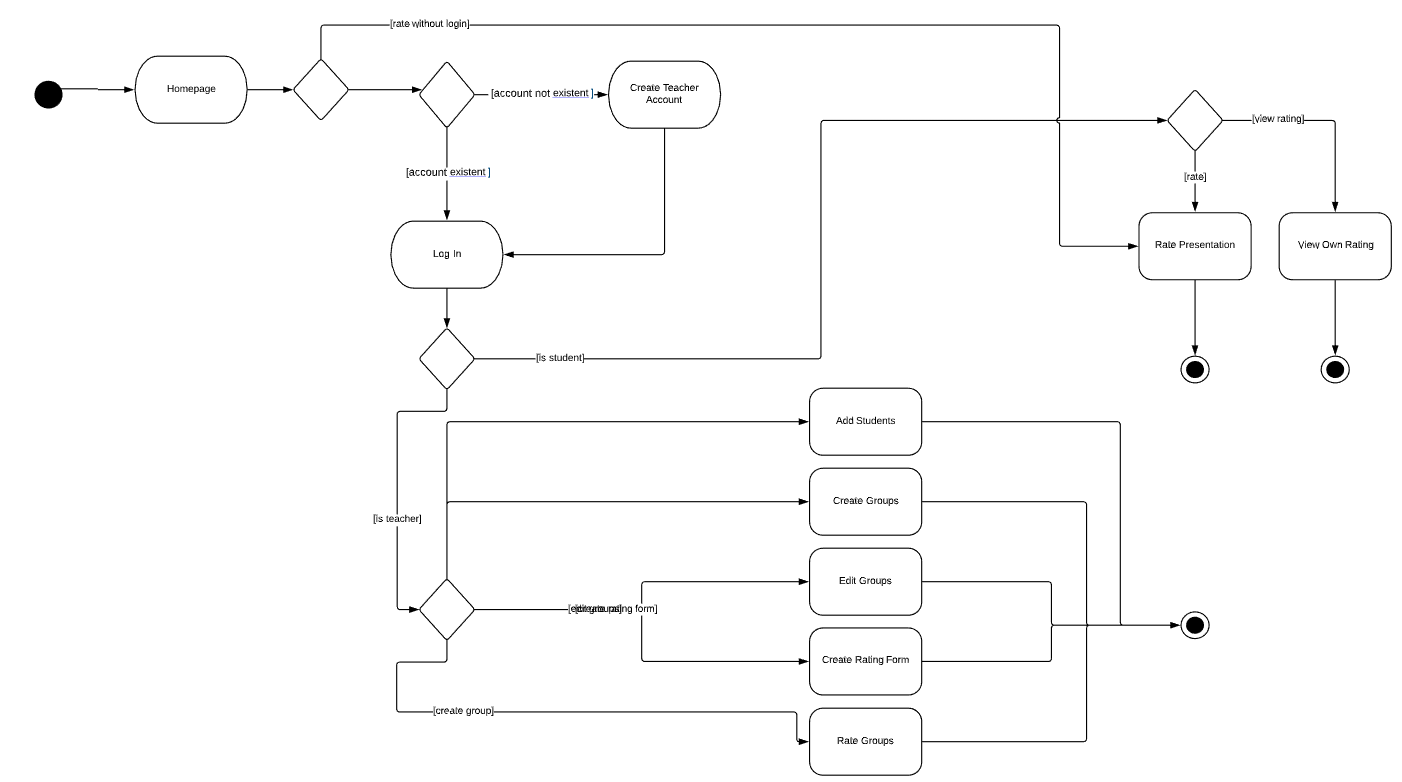 [rate without login]
Homepage
[account not existent ]
Create Teacher
Account
[view rating]
[account existent ]
[rate]
Log In
Rate Presentation
View Own Rating
[is student]
Add Students
Create Groups
[is teacher]
Edit Groups
rating form]
Create Rating Form
[create group]
Rate Groups